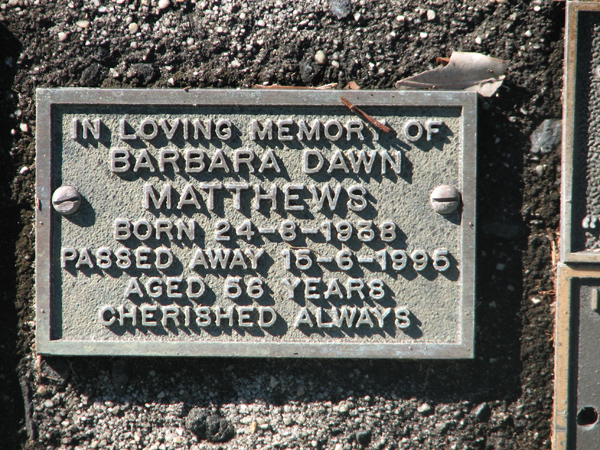 IN LOVING MEMORY OF
BARBARA DAWN
MATTHEWS
BORN 24-8-1938
PASSED AWAY 15-6-1995
AGED 56 YEARS
CHERISHED ALWAYS